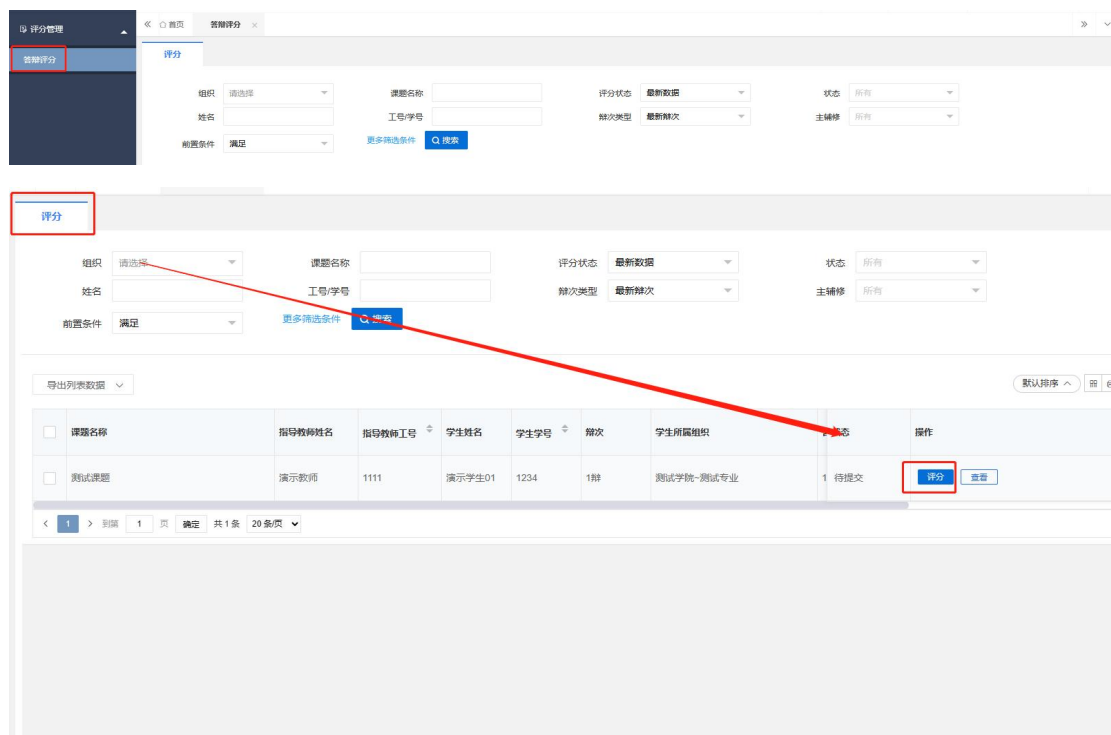 评分管理
首页 答辩评分 ×
答辩评分
评分
组织 请选择 课题名称 评分状态 最新数据 状态 所有
姓名 工号/学号 辩次类型 最新辩次 主辅修 所有
前置条件 满足 更多筛选条件 搜索
评分
组织 请选择 课题名称 评分状态 最新数据 状态 所有
姓名 工号/学号 辩次类型 最新辩次 主辅修 所有
前置条件 满足 更多筛选条件 搜索
导出列表数据 默认排序
课题名称 指导教师姓名 指导教师工号 学生姓名 学生学号 辩次 学生所属组织 操作
测试课题 演示教师 1111 演示学生01 1234 1辩 测试学院~测试专业 1 待提交 评分 查看
1 到第 1 页 确定 共1条 20条/页